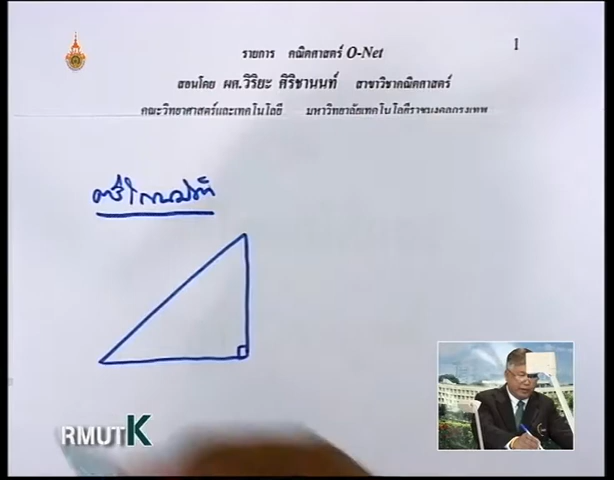 รายการ คณิตศาสตร์ O-Net
1
สอนโดย ผศ.วิริยะ ศิริชานนท์ สาขาวิชาคณิตศาสตร์
คณะวิทยาศาสตร์และเทคโนโลยี มหาวิทยาลัยเทคโนโลยีราชมงคลกรุงเทพ
ตรีโกณมิติ
RMUTK